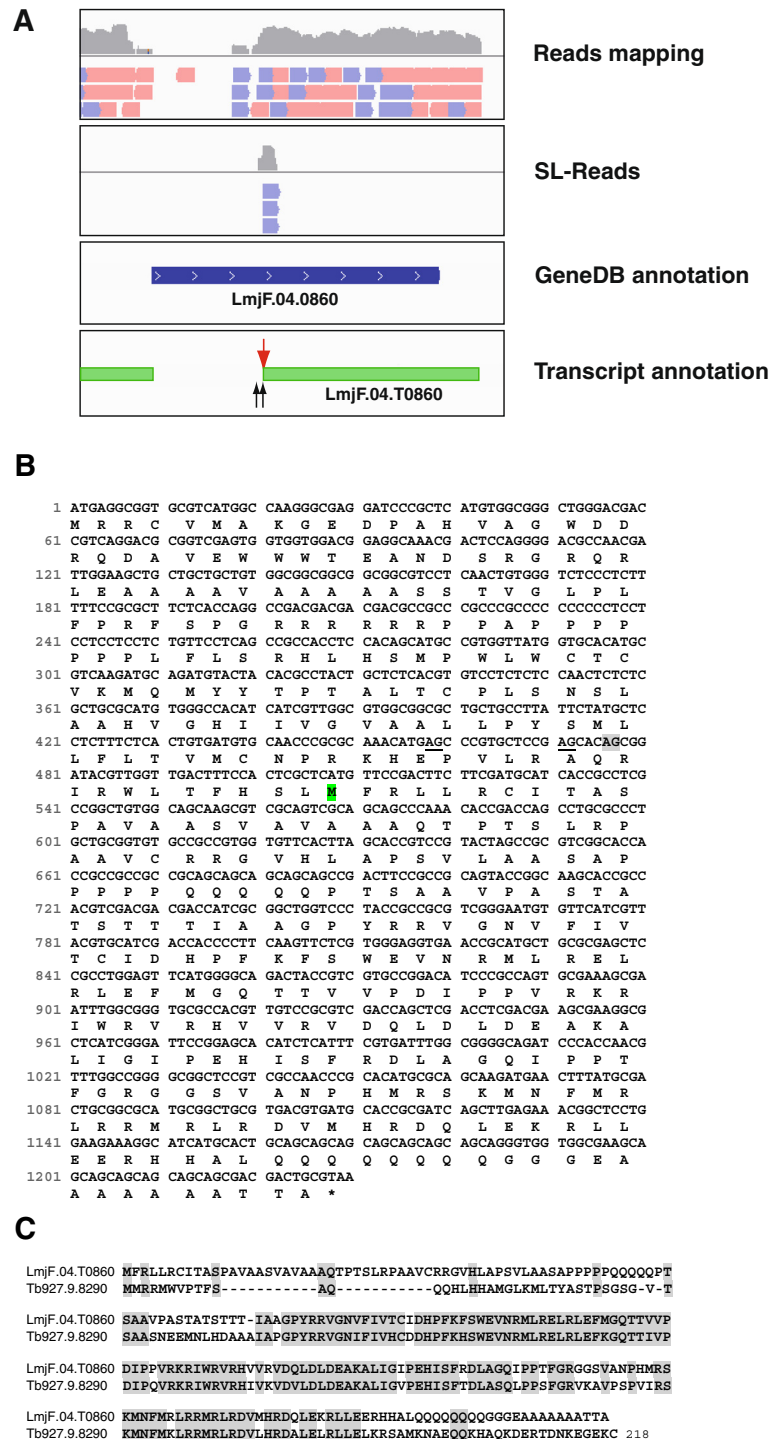 A
Reads mapping
SL-Reads
GeneDB annotation
LmjF.04.0860
Transcript annotation
LmjF.04.T0860
B
1 ATGAGGCGGT GCGTCATGGC CAAGGGCGAG GATCCCGCTC ATGTGGCGGG CTGGGACGAC
M R R C V M A K G E D P A H V A G W D D
61 CGTCAGGACG CGGTCGAGTG GTGGTGGACG GAGGCAAACG ACTCCAGGGG ACGCCAACGA
R Q D A V E W W W T E A N D S R G R Q R
121 TTGGAAGCTG CTGCTGCTGT GGCGGCGGCG GCGGCGTCCT CAACTGTGGG TCTCCCTCTT
L E A A A A V A A A A A S S T V G L P L
181 TTTCCGCGCT TCTCACCAGG CCGACGACGA CGACGCCGCC CGCCCGCCCC CCCCCCTCCT
F P R F S P G R R R R R R P P A P P P P
241 CCTCCTCCTC TGTTCCTCAG CCGCCACCTC CACAGCATGC CGTGGTTATG GTGCACATGC
P P P L F L S R H L H S M P W L W C T C
301 GTCAAGATGC AGATGTACTA CACGCCTACT GCTCTCACGT GTCCTCTCTC CAACTCTCTC
V K M Q M Y Y T P T A L T C P L S N S L
361 GCTGCGCATG TGGGCCACAT CATCGTTGGC GTGGCGGCGC TGCTGCCTTA TTCTATGCTC
A A H V G H I I V G V A A L L P Y S M L
421 CTCTTTCTCA CTGTGATGTG CAACCCGCGC AAACATGAGC CCGTGCTCCG AGCACAGCGG
L F L T V M C N P R K H E P V L R A Q R
481 ATACGTTGGT TGACTTTCCA CTCGCTCATG TTCCGACTTC TTCGATGCAT CACCGCCTCG
I R W L T F H S L M F R L L R C I T A S
541 CCGGCTGTGG CAGCAAGCGT CGCAGTCGCA GCAGCCCAAA CACCGACCAG CCTGCGCCCT
P A V A A S V A V A A A Q T P T S L R P
601 GCTGCGGTGT GCCGCCGTGG TGTTCACTTA GCACCGTCCG TACTAGCCGC GTCGGCACCA
A A V C R R G V H L A P S V L A A S A P
661 CCGCCGCCGC CGCAGCAGCA GCAGCAGCCG ACTTCCGCCG CAGTACCGGC AAGCACCGCC
P P P P Q Q Q Q Q P T S A A V P A S T A
721 ACGTCGACGA CGACCATCGC GGCTGGTCCC TACCGCCGCG TCGGGAATGT GTTCATCGTT
T S T T T I A A G P Y R R V G N V F I V
781 ACGTGCATCG ACCACCCCTT CAAGTTCTCG TGGGAGGTGA ACCGCATGCT GCGCGAGCTC
T C I D H P F K F S W E V N R M L R E L
841 CGCCTGGAGT TCATGGGGCA GACTACCGTC GTGCCGGACA TCCCGCCAGT GCGAAAGCGA
R L E F M G Q T T V V P D I P P V R K R
901 ATTTGGCGGG TGCGCCACGT TGTCCGCGTC GACCAGCTCG ACCTCGACGA AGCGAAGGCG
I W R V R H V V R V D Q L D L D E A K A
961 CTCATCGGGA TTCCGGAGCA CATCTCATTT CGTGATTTGG CGGGGCAGAT CCCACCAACG
L I G I P E H I S F R D L A G Q I P P T
1021 TTTGGCCGGG GCGGCTCCGT CGCCAACCCG CACATGCGCA GCAAGATGAA CTTTATGCGA
F G R G G S V A N P H M R S K M N F M R
1081 CTGCGGCGCA TGCGGCTGCG TGACGTGATG CACCGCGATC AGCTTGAGAA ACGGCTCCTG
L R R M R L R D V M H R D Q L E K R L L
1141 GAAGAAAGGC ATCATGCACT GCAGCAGCAG CAGCAGCAGC AGCAGGGTGG TGGCGAAGCA
E E R H H A L Q Q Q Q Q Q Q Q G G G E A
1201 GCAGCAGCAG CAGCAGCGAC GACTGCGTAA
A A A A A A T T A *
C
LmjF.04.T0860 MFRLLRCITASPAVAASVAVAAAQTPTSLRPAAVCRRGVHLAPSVLAASAPPPPPQQQQQPT
Tb927.9.8290 MMRRMWVPTFS-----------AQ-----------QQHLHHAMGLKMLTYASTPSGSG-V-T
LmjF.04.T0860 SAAVPASTATSTTT-IAAGPYRRVGNVFIVTCIDHPFKFSWEVNRMLRELRLEFMGQTTVVP
Tb927.9.8290 SAASNEEMNLHDAAAIAPGPYRRVGNIFIVHCDDHPFKHSWEVNRMLRELRLEFKGQTTIVP
LmjF.04.T0860 DIPPVRKRIWRVRHVVRVDQLDLDEAKALIGIPEHISFRDLAGQIPPTFGRGGSVANPHMRS
Tb927.9.8290 DIPQVRKRIWRVRHIVKVDVLDLDEAKALIGVPEHISFTDLASQLPPSFGRVKAVPSPVIRS
LmjF.04.T0860 KMNFMRLRRMRLRDVMHRDQLEKRLLEERHHALQQQQQQQQGGGEAAAAAAATTA
Tb927.9.8290 KMNFMKLRRMRLRDVLHRDALELRLLELKRSAMKNAEQQKHAQKDERTDNKEGEKC 218